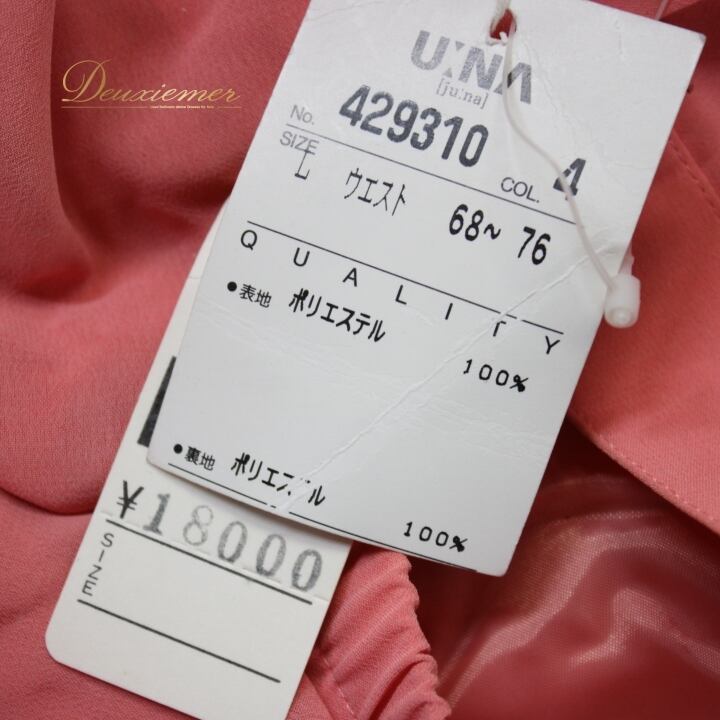 Deuxiemer
U:NA
[ju:na]
No. 429310
COL. 4
SIZE
L ウエスト 68~ 76
QUALITY
•表地 ポリエステル
100%
•裏地 ポリエステル
100%
¥18000
SIZE